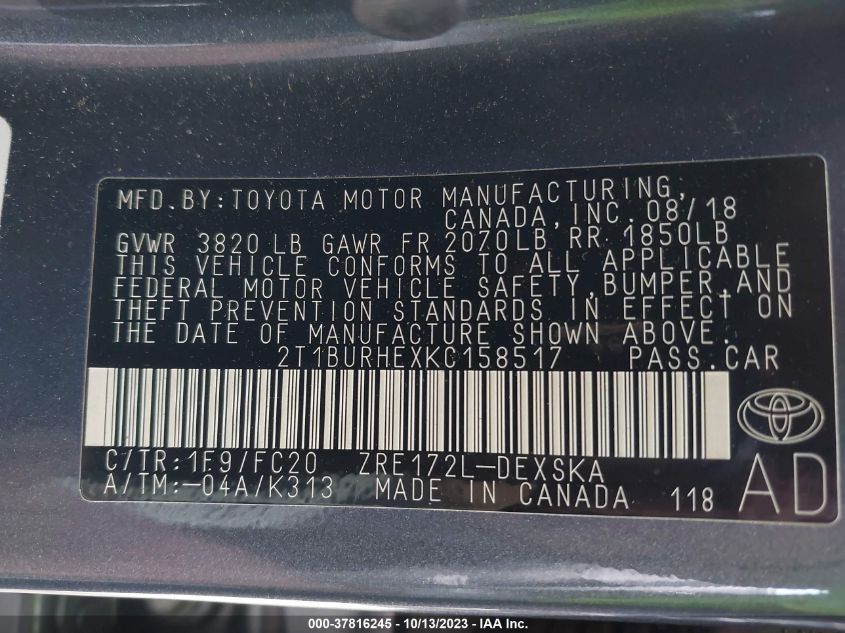 MFD.BY:TOYOTA MOTOR MANUFACTURING,
CANADA, INC. 08/18
GVWR 3820 LB GAWR FR 2070LB RR 1850LB
THIS VEHICLE CONFORMS TO ALL APPLICABLE
FEDERAL MOTOR VEHICLE SAFETY,BUMPER,AND
THEFT PREVENTION STANDARDS IN EFFECT ON
THE DATE OF MANUFACTURE SHOWN ABOVE.
2T1BURHEXKC158517 PASS.CAR
C/TR:1F9/FC20 ZRE172L-DEXSKA
A/TM:-04A/K313 MADE IN CANADA 118 AD
000-37816245 - 10/13/2023 - IAA Inc.